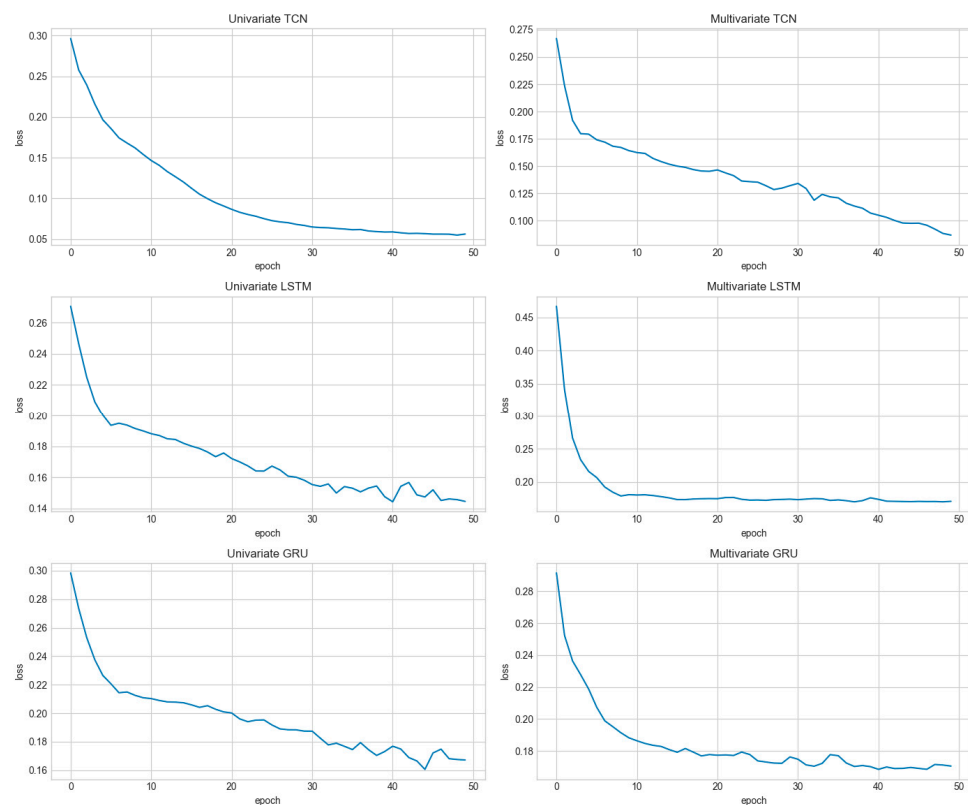 Univariate TCN
0.30
0.25
0.20
0.15
0.10
0.05
loss
0 10 20 30 40 50
epoch
Multivariate TCN
0.275
0.250
0.225
0.200
0.175
0.150
0.125
0.100
loss
0 10 20 30 40 50
epoch
Univariate LSTM
0.26
0.24
0.22
0.20
0.18
0.16
0.14
loss
0 10 20 30 40 50
epoch
Multivariate LSTM
0.45
0.40
0.35
0.30
0.25
0.20
loss
0 10 20 30 40 50
epoch
Univariate GRU
0.30
0.28
0.26
0.24
0.22
0.20
0.18
0.16
loss
0 10 20 30 40 50
epoch
Multivariate GRU
0.28
0.26
0.24
0.22
0.20
0.18
loss
0 10 20 30 40 50
epoch